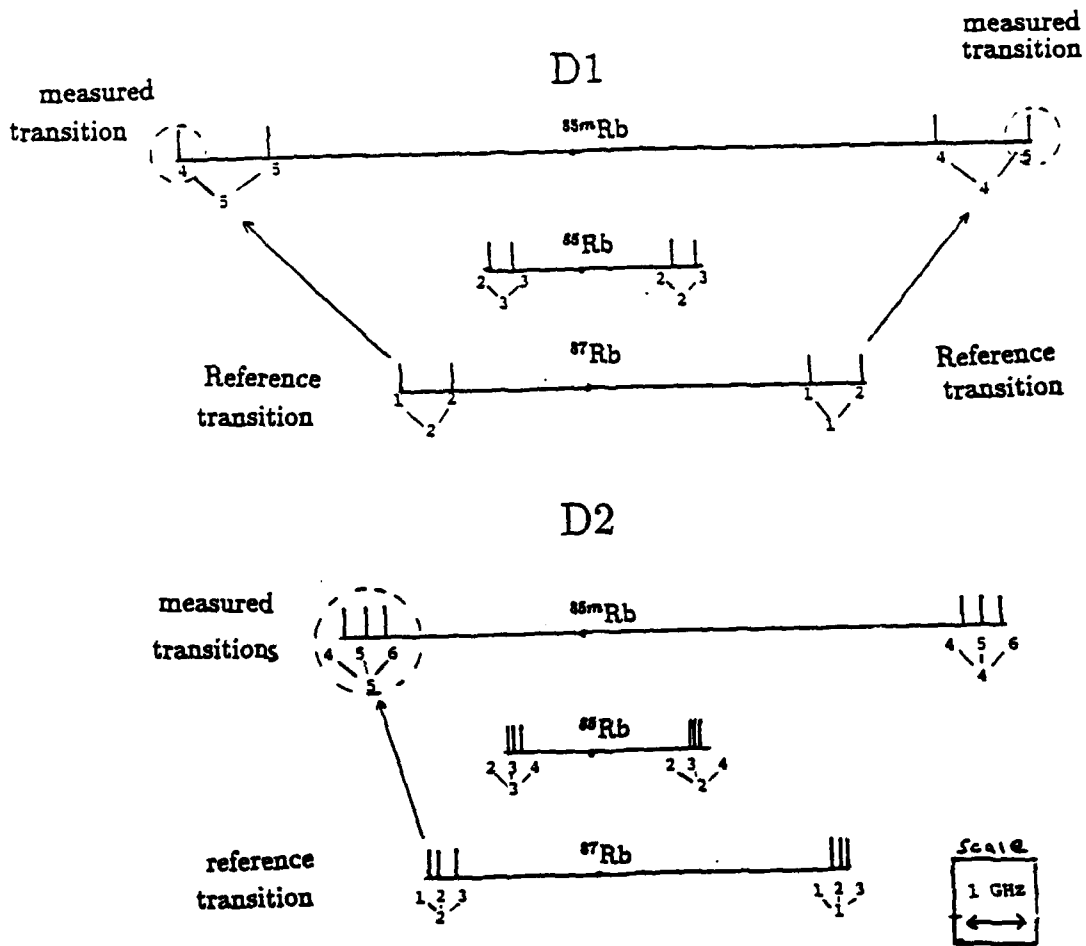 measured
transition
D1
measured
transition
⁸⁵ᵐRb
4 5
5
4 5
4
⁸⁵Rb
2 3
3
2 3
2
Reference
transition
⁸⁷Rb
Reference
transition
1 2
2
1 2
1
D2
measured
transitions
⁸⁵ᵐRb
4 5 6
5
4 5 6
4
⁸⁵Rb
2 3 4
3
2 3 4
2
reference
transition
⁸⁷Rb
1 2 3
2
1 2 3
1
Scale
1 GHz